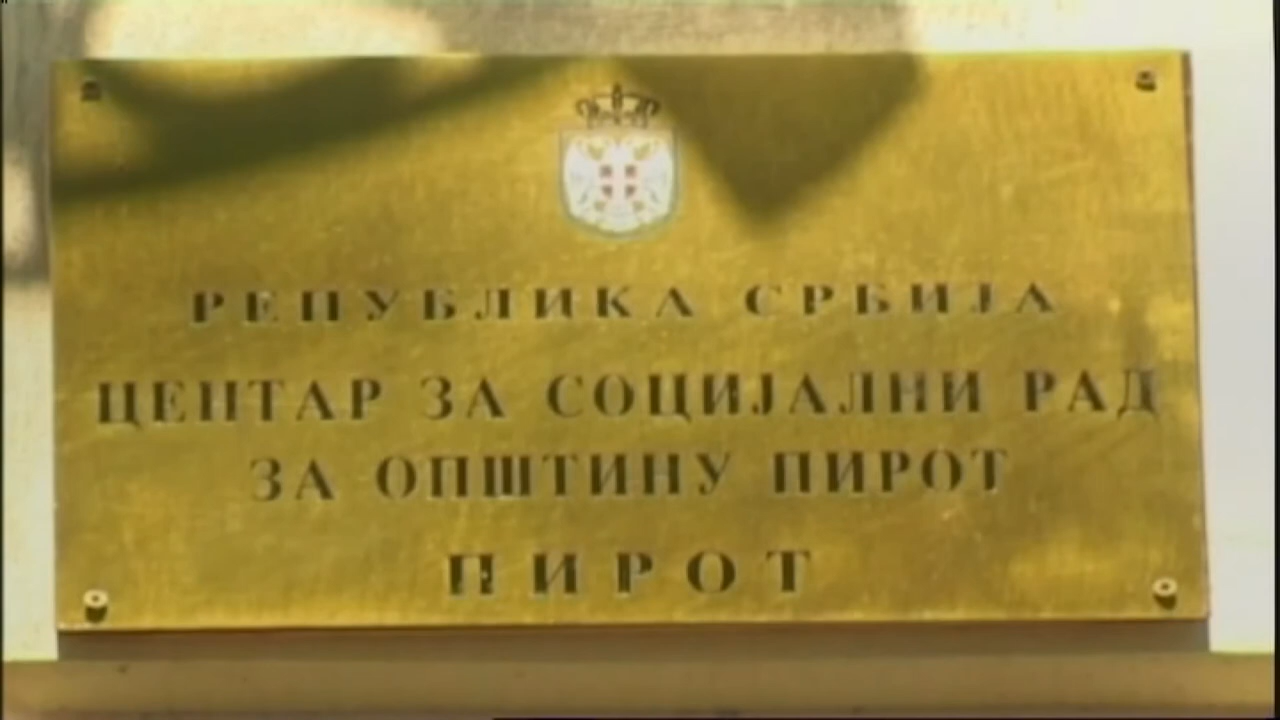 РЕПУБЛИКА СРБИЈА
ЦЕНТАР ЗА СОЦИЈАЛНИ РАД
ЗА ОПШТИНУ ПИРОТ
ПИРОТ